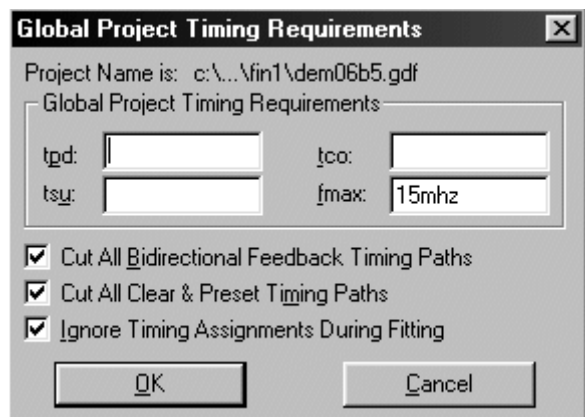 Global Project Timing Requirements
Project Name is: c:\...\fin1\dem06b5.gdf
Global Project Timing Requirements
tpd: tco:
tsu: fmax: 15mhz
Cut All Bidirectional Feedback Timing Paths
Cut All Clear & Preset Timing Paths
Ignore Timing Assignments During Fitting
OK Cancel